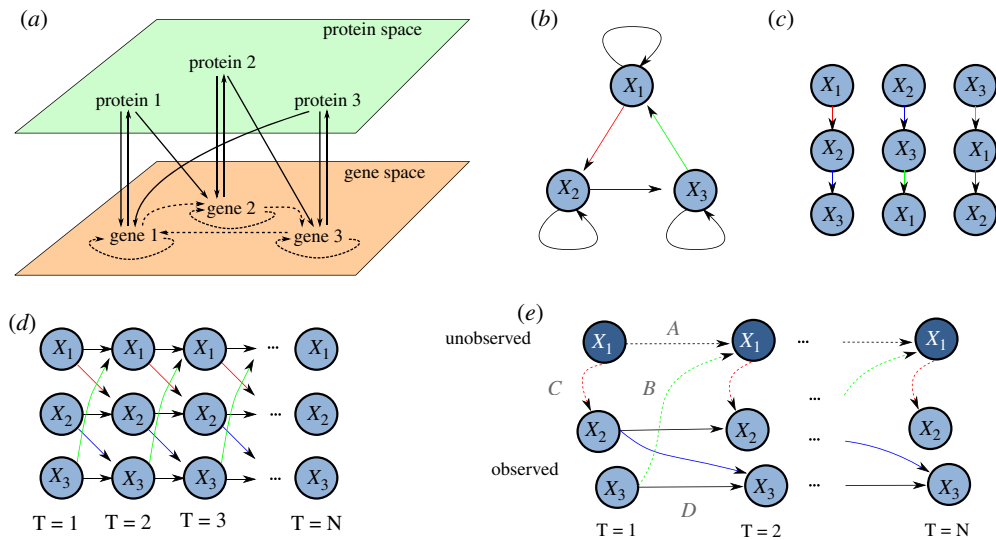 (a)
protein space
protein 2
protein 1
protein 3
gene space
gene 2
gene 1
gene 3
(b)
X1
X2
X3
(c)
X1 X2 X3
X2 X3 X1
X3 X1 X2
(d)
X1 X1 X1 ... X1
X2 X2 X2 ... X2
X3 X3 X3 ... X3
T = 1 T = 2 T = 3 T = N
(e)
unobserved
X1 A X1 ... X1
C B
...
X2 X2 X2
...
observed
X3 X3 ... X3
D
T = 1 T = 2 T = N